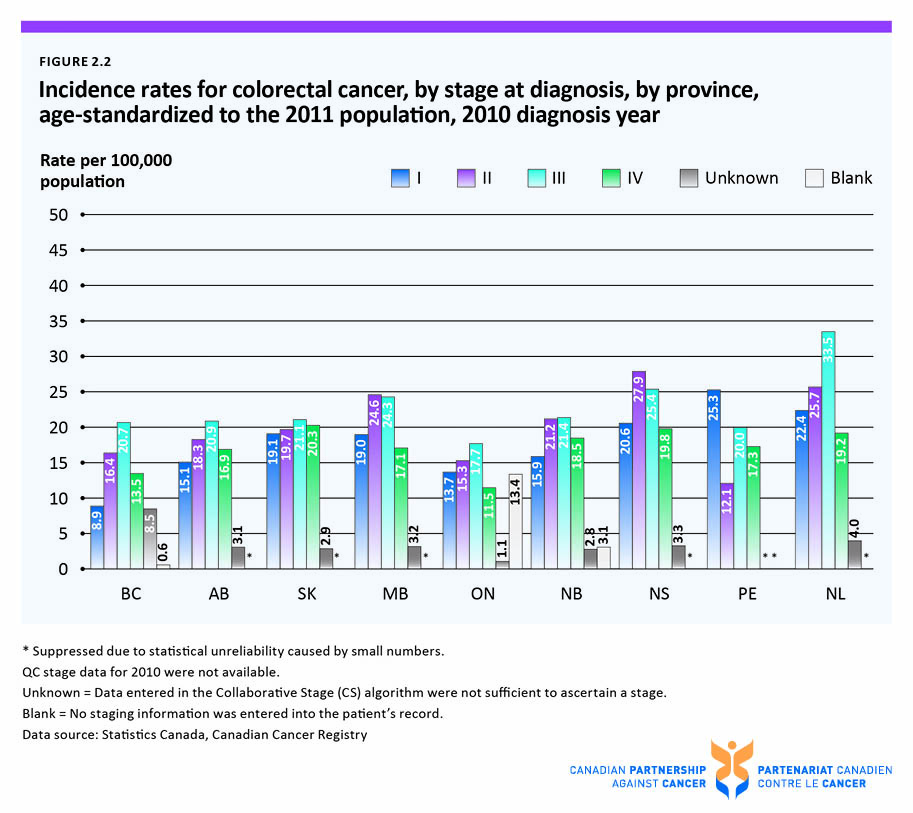 FIGURE 2.2
Incidence rates for colorectal cancer, by stage at diagnosis, by province,
age-standardized to the 2011 population, 2010 diagnosis year
Rate per 100,000
population
I II III IV Unknown Blank
50
45
40
35
30
25
20
15
10
5
0
8.9 16.4 20.7 13.5 8.5 0.6
15.1 18.3 20.9 16.9 3.1 *
19.1 19.7 21.1 20.3 2.9 *
19.0 24.6 24.3 17.1 3.2 *
13.7 15.3 17.7 11.5 1.1 13.4
15.9 21.2 21.4 18.5 2.8 3.1
20.6 27.9 25.4 19.8 3.3 *
25.3 12.1 20.0 17.3 * *
22.4 25.7 33.5 19.2 4.0 *
BC AB SK MB ON NB NS PE NL
* Suppressed due to statistical unreliability caused by small numbers.
QC stage data for 2010 were not available.
Unknown = Data entered in the Collaborative Stage (CS) algorithm were not sufficient to ascertain a stage.
Blank = No staging information was entered into the patient’s record.
Data source: Statistics Canada, Canadian Cancer Registry
CANADIAN PARTNERSHIP
AGAINST CANCER
PARTENARIAT CANADIEN
CONTRE LE CANCER